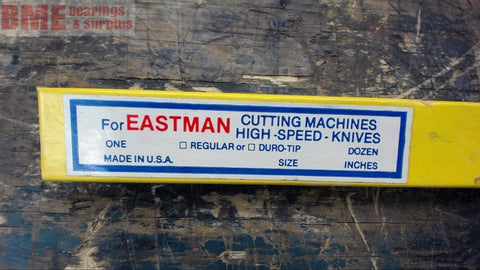 BME Bearings & surplus
For EASTMAN CUTTING MACHINES
HIGH-SPEED-KNIVES
ONE □ REGULAR or □ DURO-TIP DOZEN
MADE IN U.S.A. SIZE INCHES